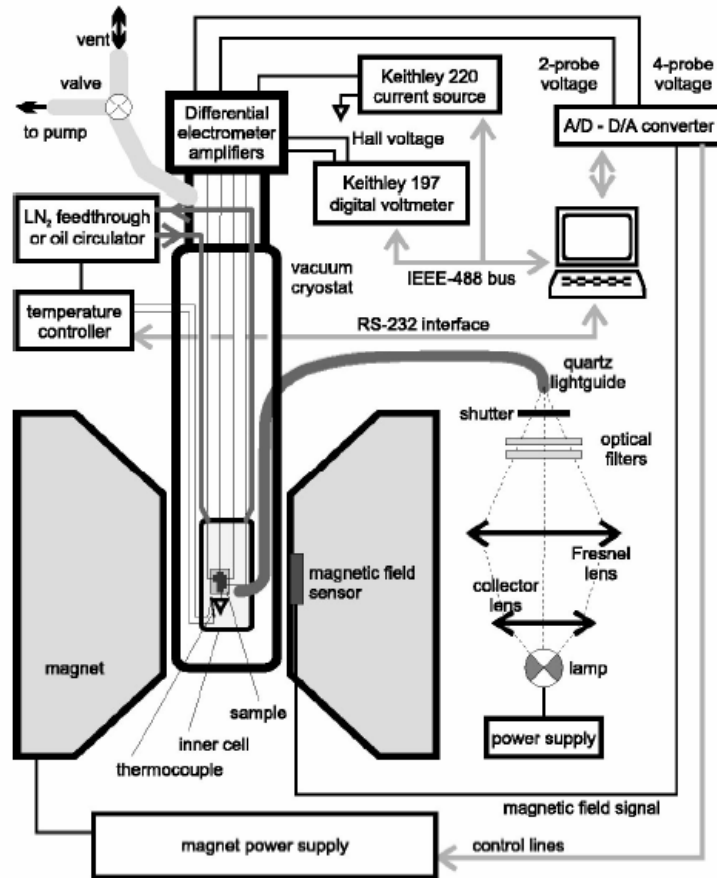 vent
valve
to pump
Differential
electrometer
amplifiers
Keithley 220
current source
Hall voltage
Keithley 197
digital voltmeter
2-probe
voltage
4-probe
voltage
A/D - D/A converter
LN₂ feedthrough
or oil circulator
temperature
controller
vacuum
cryostat
IEEE-488 bus
RS-232 interface
quartz
lightguide
shutter
optical
filters
Fresnel
lens
collector
lens
lamp
power supply
magnetic field
sensor
magnet
sample
inner cell
thermocouple
magnetic field signal
magnet power supply
control lines